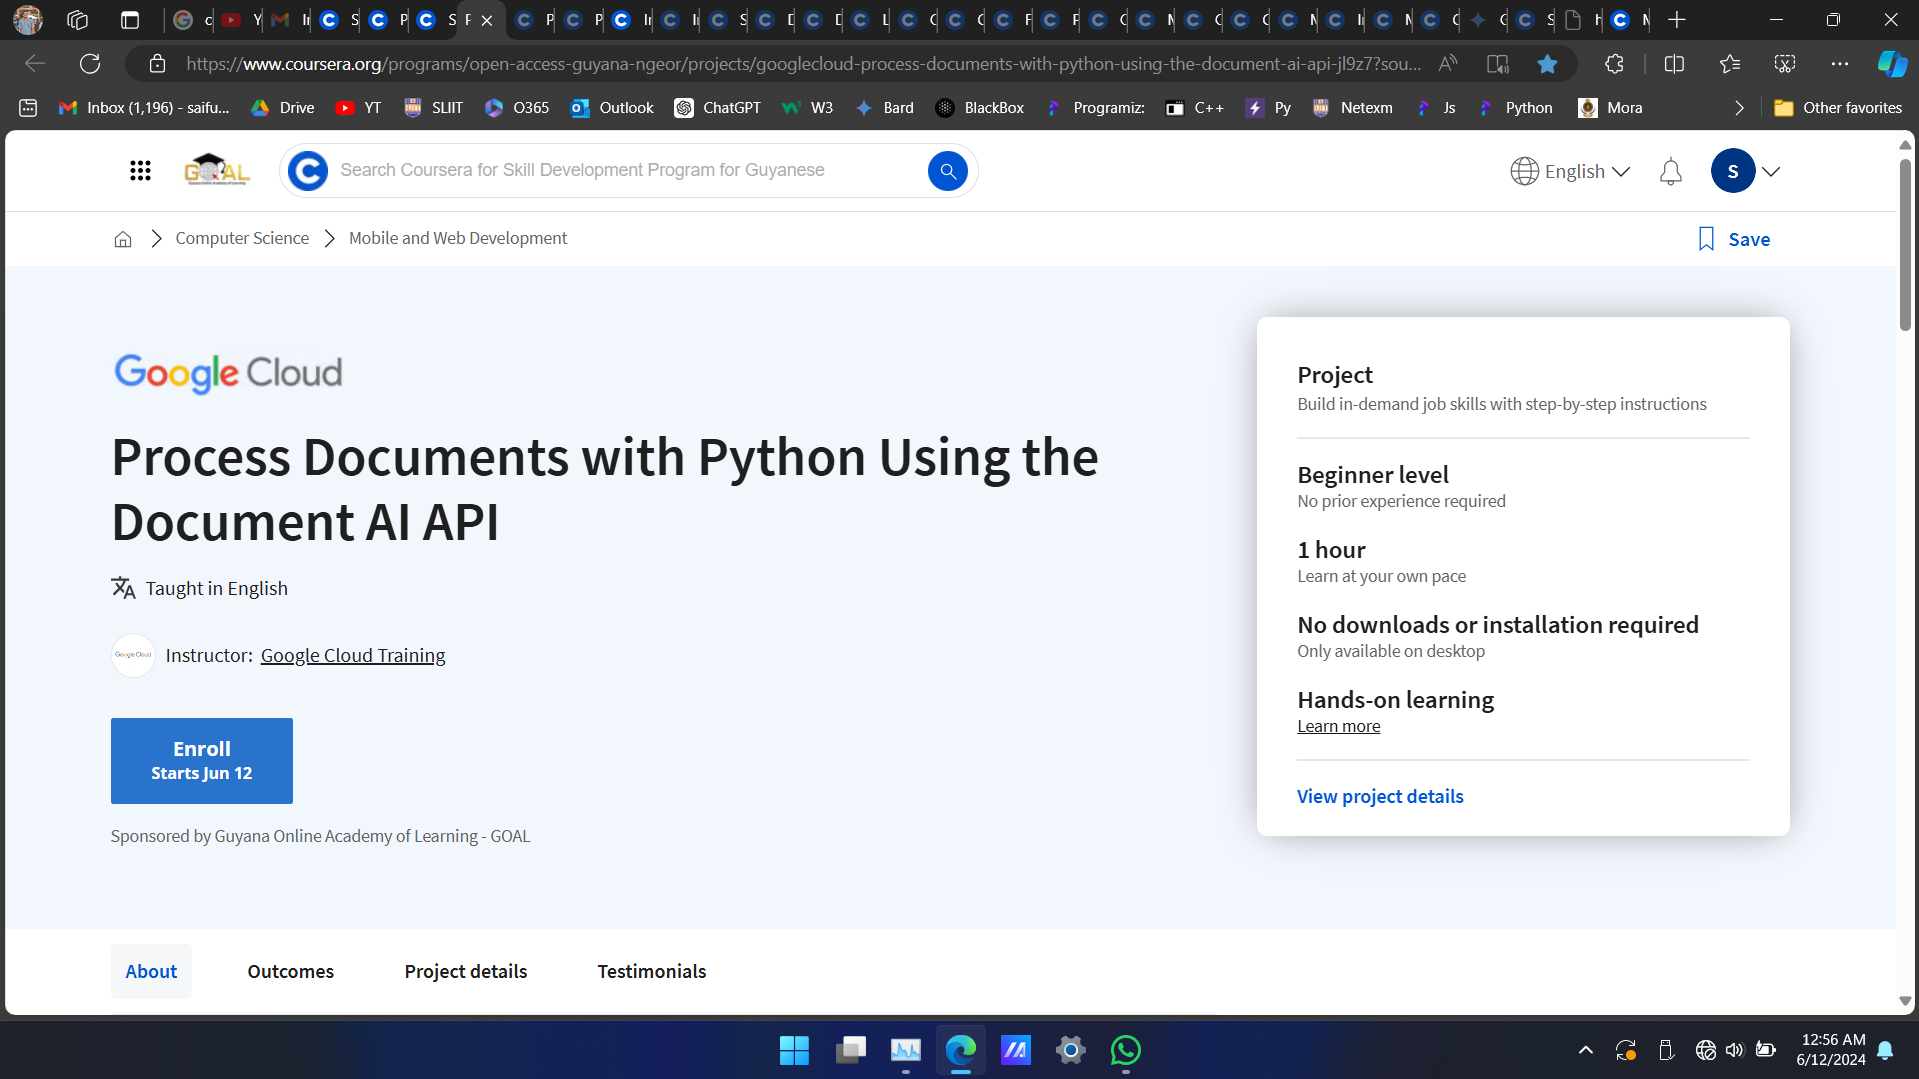 https://www.coursera.org/programs/open-access-guyana-ngeor/projects/googlecloud-process-documents-with-python-using-the-document-ai-api-jl9z7?sou...
Inbox (1,196) - saifu...
Drive
YT
SLIIT
O365
Outlook
ChatGPT
W3
Bard
BlackBox
Programiz:
C++
Py
Netexm
Js
Python
Mora
Other favorites
GOAL
Search Coursera for Skill Development Program for Guyanese
English
S
Computer Science
Mobile and Web Development
Save
Google Cloud
Process Documents with Python Using the
Document AI API
Taught in English
Google Cloud
Instructor: Google Cloud Training
Enroll
Starts Jun 12
Sponsored by Guyana Online Academy of Learning - GOAL
Project
Build in-demand job skills with step-by-step instructions
Beginner level
No prior experience required
1 hour
Learn at your own pace
No downloads or installation required
Only available on desktop
Hands-on learning
Learn more
View project details
About
Outcomes
Project details
Testimonials
12:56 AM
6/12/2024